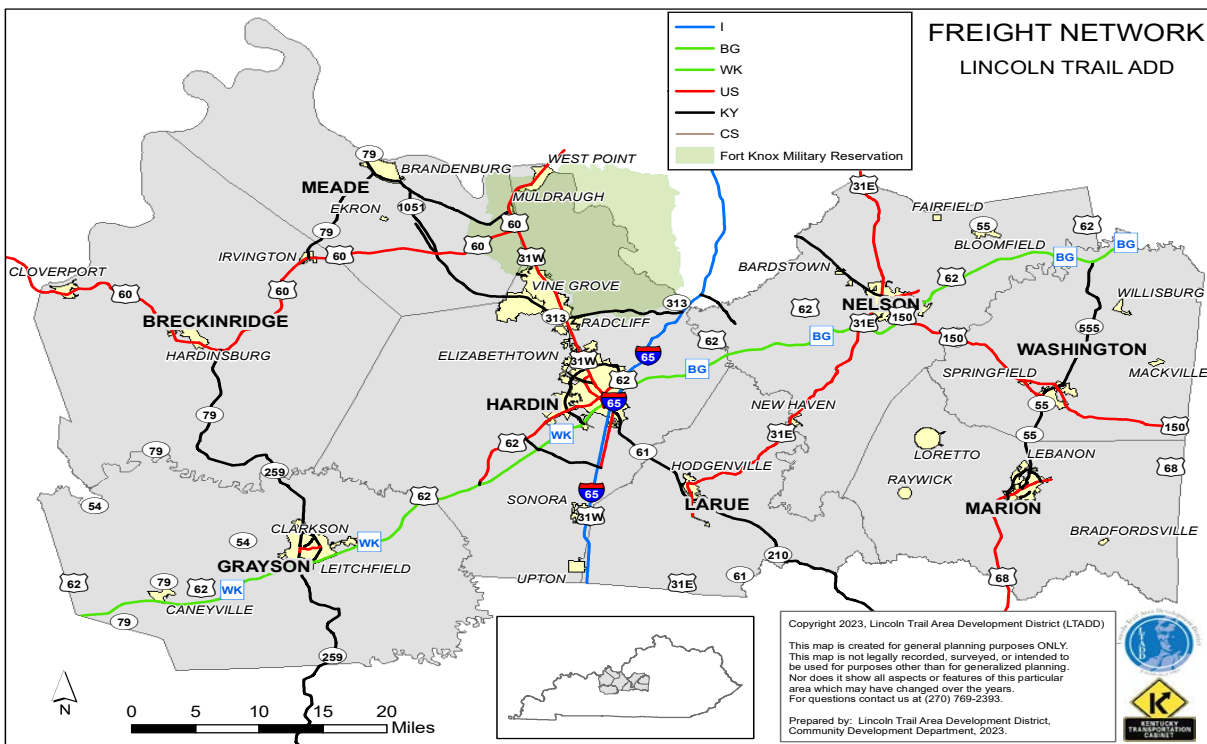 FREIGHT NETWORK
LINCOLN TRAIL ADD
I
BG
WK
US
KY
CS
Fort Knox Military Reservation
79
BRANDENBURG
WEST POINT
MEADE
MULDRAUGH
1051
EKRON
79
60
60
60
31W
IRVINGTON
31E
FAIRFIELD
55
62
BLOOMFIELD
BG
BG
CLOVERPORT
60
60
VINE GROVE
BARDSTOWN
62
WILLISBURG
BRECKINRIDGE
313
RADCLIFF
313
62
NELSON
31E
150
HARDINSBURG
ELIZABETHTOWN
31W
65
62
BG
BG
150
555
WASHINGTON
62
SPRINGFIELD
MACKVILLE
HARDIN
65
79
NEW HAVEN
55
150
62
WK
31E
55
79
61
LORETTO
LEBANON
68
259
HODGENVILLE
RAYWICK
54
62
SONORA
65
31W
LARUE
MARION
CLARKSON
54
WK
BRADFORDSVILLE
GRAYSON
LEITCHFIELD
210
62
79
62
WK
UPTON
31E
61
68
CANEYVILLE
79
259
N
0 5 10 15 20
Miles
Copyright 2023, Lincoln Trail Area Development District (LTADD)
This map is created for general planning purposes ONLY.
This map is not legally recorded, surveyed, or intended to
be used for purposes other than for generalized planning.
Nor does it show all aspects or features of this particular
area which may have changed over the years.
For questions contact us at (270) 769-2393.
Prepared by: Lincoln Trail Area Development District,
Community Development Department, 2023.
LTADD
KENTUCKY
TRANSPORTATION
CABINET